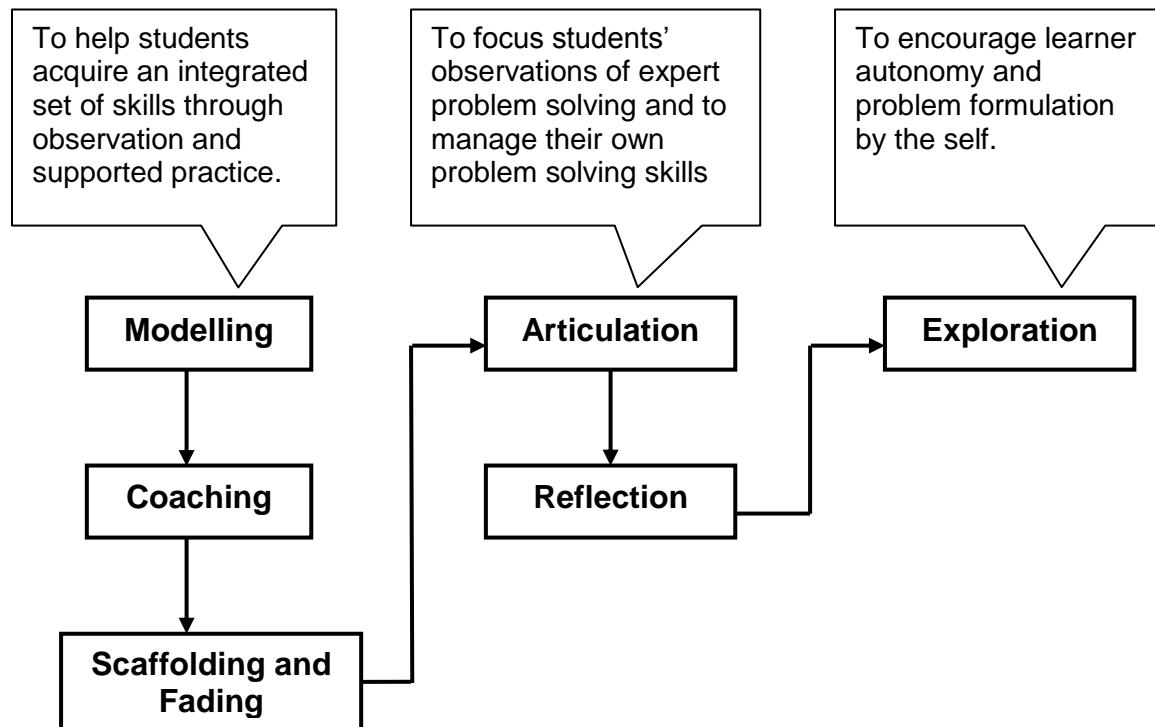 To help students
acquire an integrated
set of skills through
observation and
supported practice.
To focus students’
observations of expert
problem solving and to
manage their own
problem solving skills
To encourage learner
autonomy and
problem formulation
by the self.
Modelling
Articulation
Exploration
Coaching
Reflection
Scaffolding and
Fading